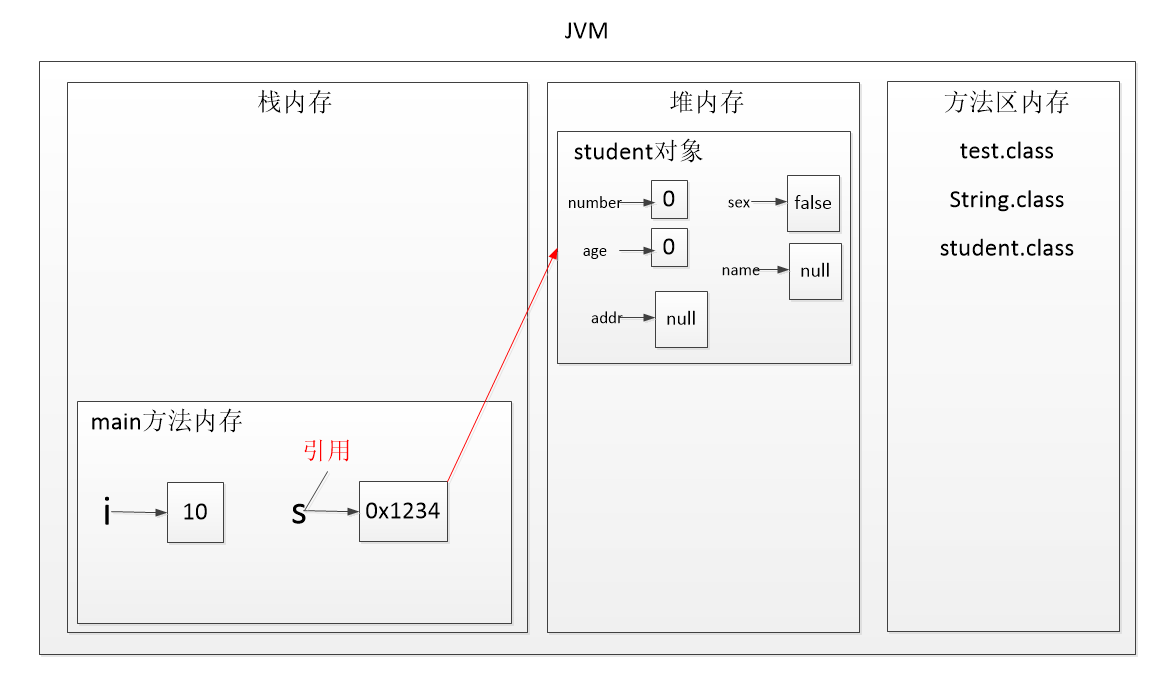 JVM
栈内存
main方法内存
引用
i
10
s
0x1234
堆内存
student对象
number
0
sex
false
age
0
name
null
addr
null
方法区内存
test.class
String.class
student.class